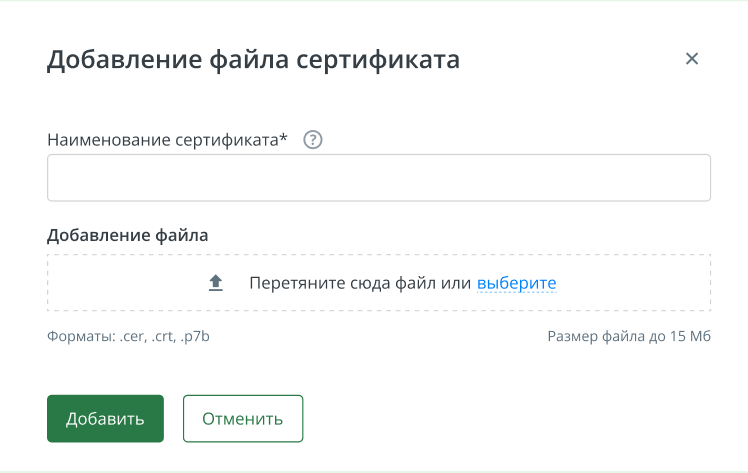 Добавление файла сертификата
Наименование сертификата* ?
Добавление файла
Перетяните сюда файл или выберите
Форматы: .cer, .crt, .p7b Размер файла до 15 Мб
Добавить Отменить